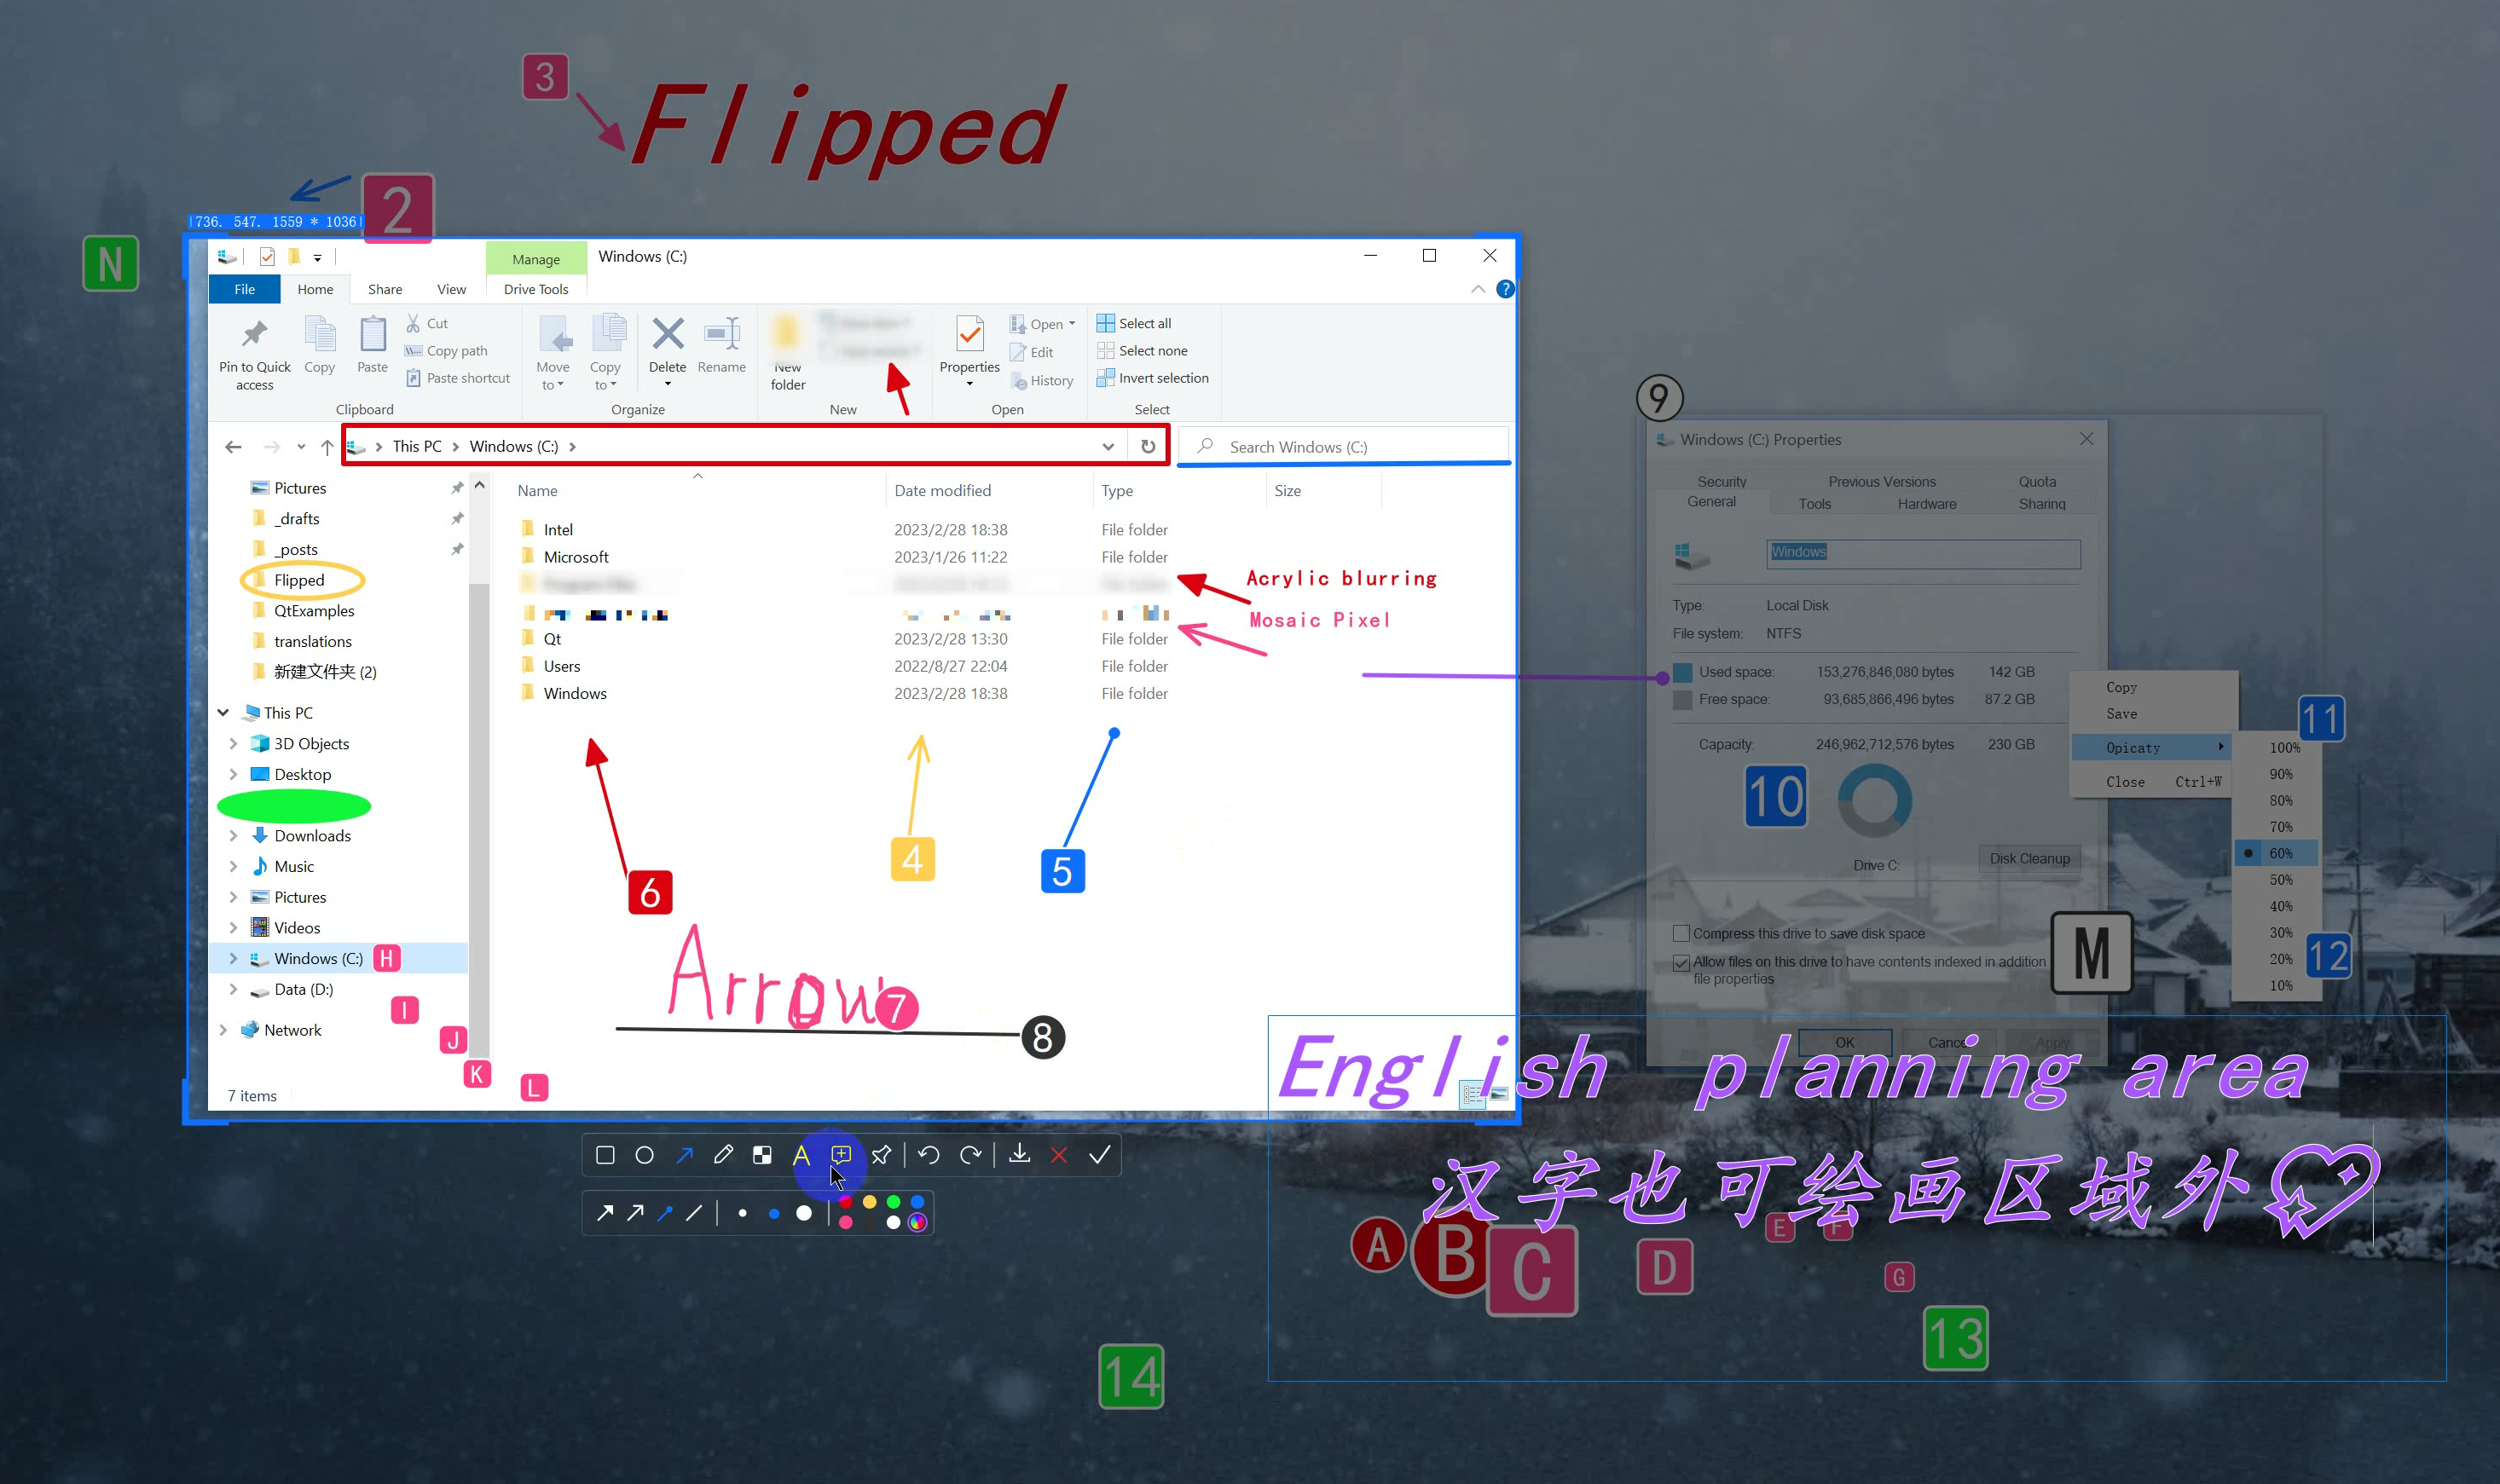 3
Flipped
2
|736. 547. 1559 * 1036|
N
Manage
Windows (C:)
File
Home
Share
View
Drive Tools
Pin to Quick access
Copy
Paste
Cut
Copy path
Paste shortcut
Clipboard
Move to
Copy to
Delete
Rename
Organize
New folder
New
Properties
Open
Edit
History
Open
Select all
Select none
Invert selection
Select
This PC
Windows (C:)
Search Windows (C:)
Pictures
_drafts
_posts
Flipped
QtExamples
translations
新建文件夹 (2)
This PC
3D Objects
Desktop
Downloads
Music
Pictures
Videos
Windows (C:)
H
Data (D:)
I
Network
J
K
L
7 items
Name
Date modified
Type
Size
Intel 2023/2/28 18:38 File folder
Microsoft 2023/1/26 11:22 File folder
Acrylic blurring
Mosaic Pixel
Qt 2023/2/28 13:30 File folder
Users 2022/8/27 22:04 File folder
Windows 2023/2/28 18:38 File folder
6
4
5
Arrow
7
8
9
Windows (C:) Properties
Security
Previous Versions
Quota
General
Tools
Hardware
Sharing
Windows
Type: Local Disk
File system: NTFS
Used space: 153,276,846,080 bytes 142 GB
Free space: 93,685,866,496 bytes 87.2 GB
Capacity: 246,962,712,576 bytes 230 GB
10
Drive C:
Disk Cleanup
Compress this drive to save disk space
Allow files on this drive to have contents indexed in addition
file properties
M
OK
Cancel
Apply
Copy
Save
Opicaty
Close Ctrl+W
11
100%
90%
80%
70%
60%
50%
40%
30%
20%
10%
12
English planning area
汉字也可绘画区域外
A
A
B
C
D
E
F
G
13
14